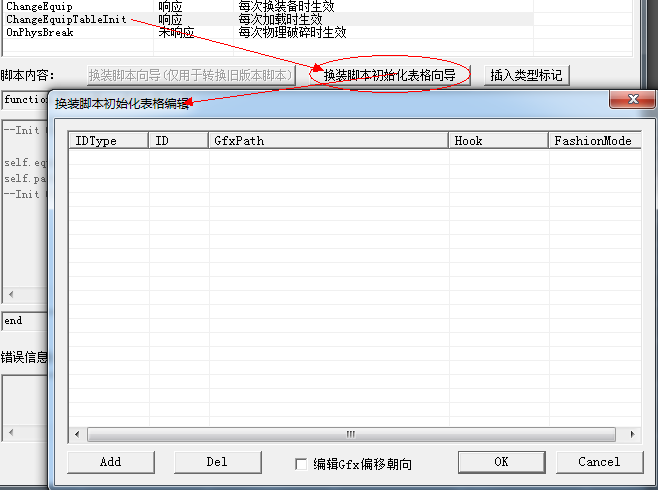 ChangeEquip 响应 每次换装备时生效
ChangeEquipTableInit 响应 每次加载时生效
OnPhysBreak 未响应 每次物理破碎时生效
脚本内容: 换装脚本向导(仅用于转换旧版本脚本) 换装脚本初始化表格向导 插入类型标记
function
换装脚本初始化表格编辑
--Init
self.equ
self.pa
--Init
IDType ID GfxPath Hook FashionMode
end
错误信息
Add Del 编辑Gfx偏移朝向 OK Cancel